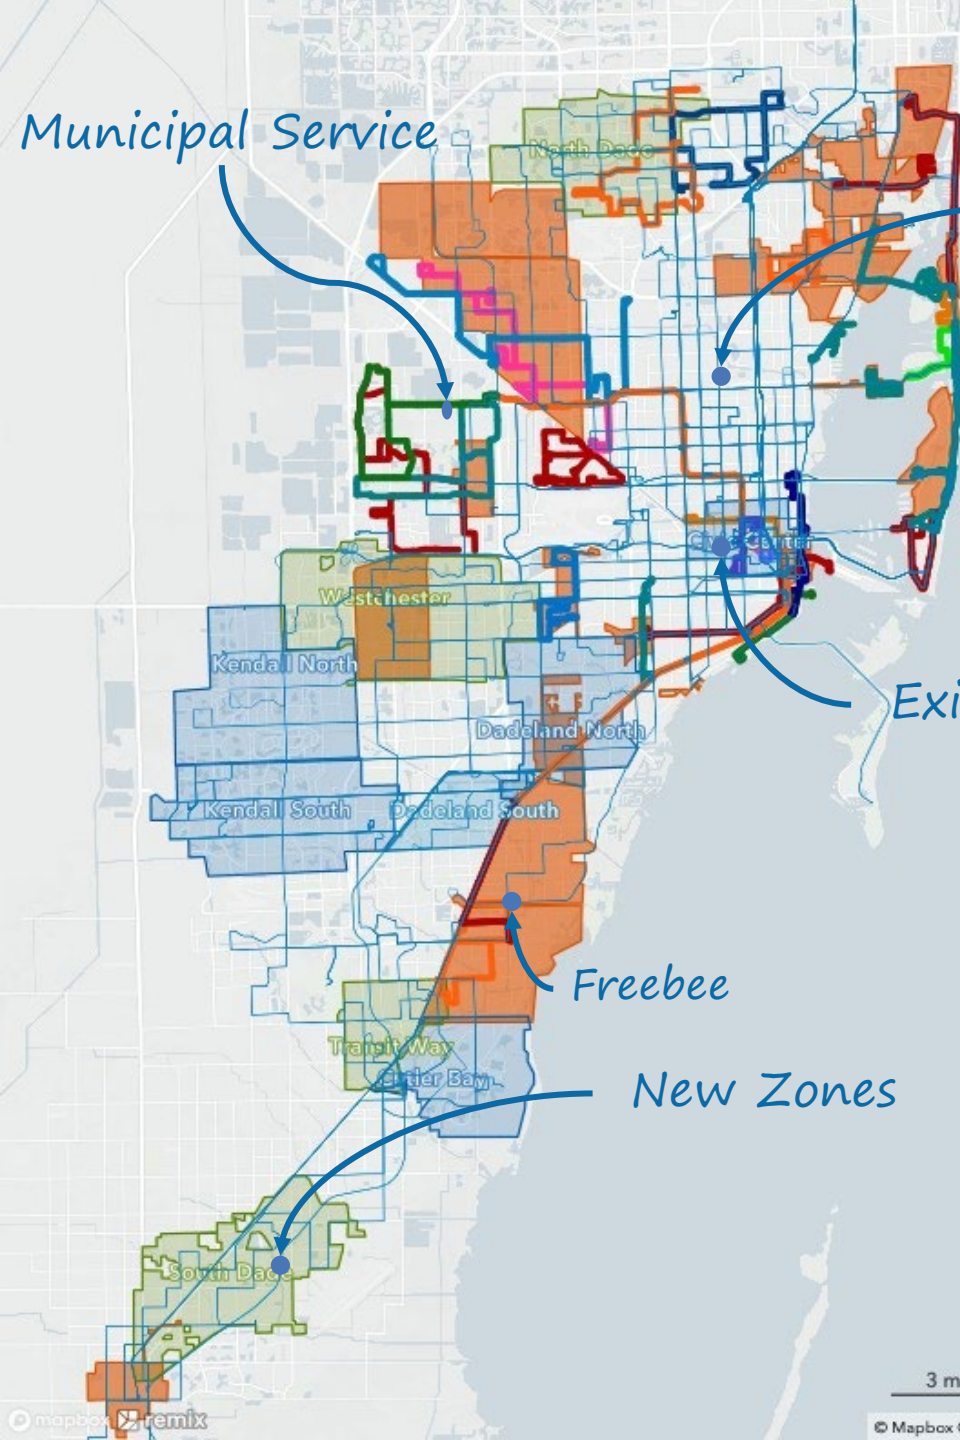 Municipal Service
North Dade
Civic Center
Westchester
Kendall North
Exi
Dadeland North
Kendall South
Dadeland South
Freebee
Transit Way
Cutler Bay
New Zones
South Dade
3 m
mapbox remix
© Mapbox